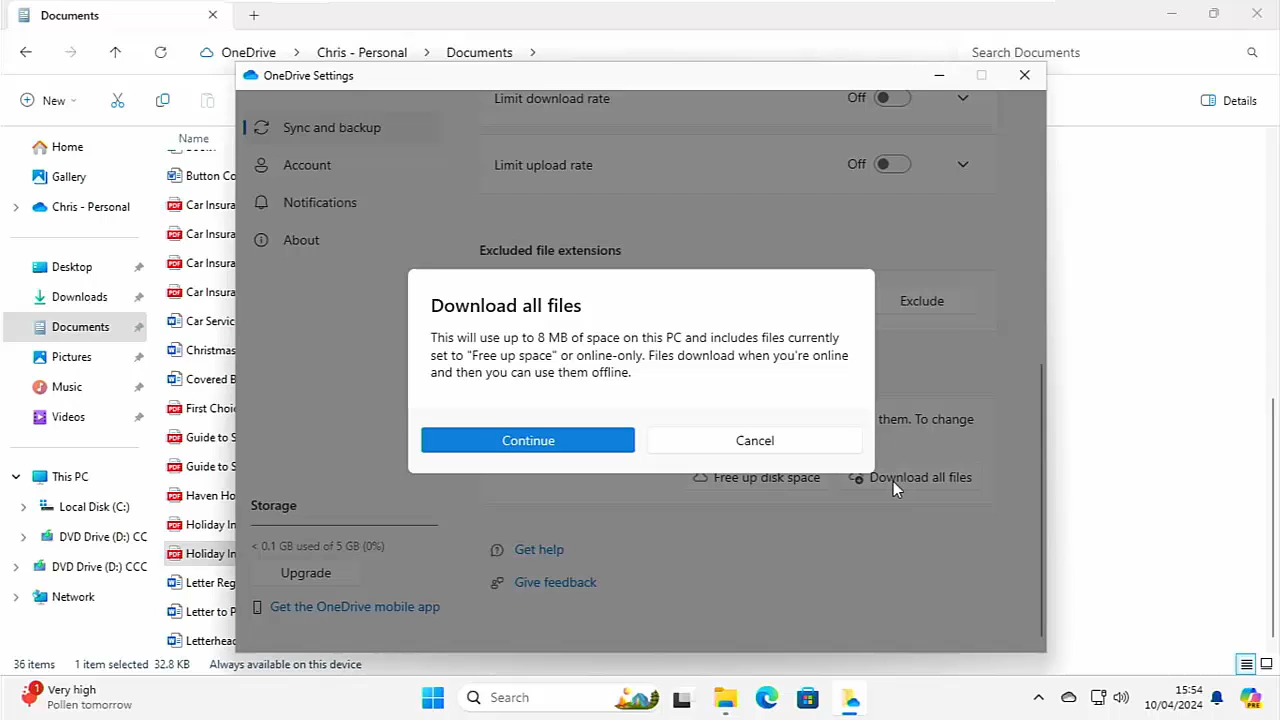 Documents
OneDrive > Chris - Personal > Documents >
Search Documents
New
Details
Name
Home
Gallery
Chris - Personal
Desktop
Downloads
Documents
Pictures
Music
Videos
This PC
Local Disk (C:)
DVD Drive (D:) CC
DVD Drive (D:) CCC
Network
Button Co
Car Insura
Car Insura
Car Insura
Car Insura
Car Servic
Christmas
Covered B
First Choic
Guide to S
Guide to S
Haven Ho
Holiday In
Holiday In
Letter Reg
Letter to P
Letterhea
36 items
1 item selected 32.8 KB
Always available on this device
OneDrive Settings
Sync and backup
Account
Notifications
About
Storage
< 0.1 GB used of 5 GB (0%)
Upgrade
Get the OneDrive mobile app
Limit download rate
Off
Limit upload rate
Off
Excluded file extensions
Exclude
them. To change
Free up disk space
Download all files
Get help
Give feedback
Download all files
This will use up to 8 MB of space on this PC and includes files currently
set to "Free up space" or online-only. Files download when you're online
and then you can use them offline.
Continue
Cancel
1
Very high
Pollen tomorrow
Search
15:54
10/04/2024
PRE